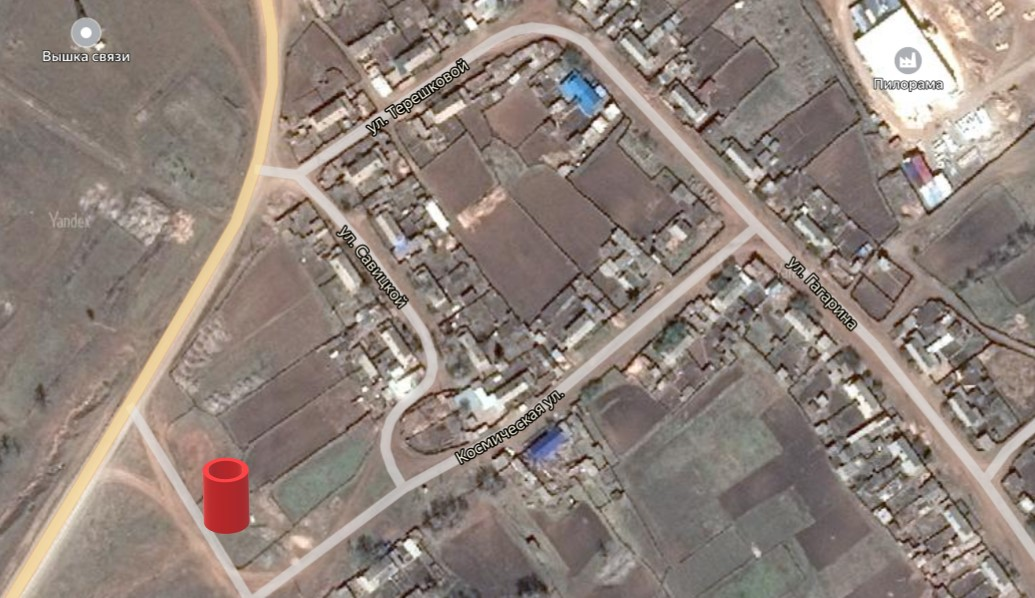 Вышка связи
Пилорама
ул. Терешковой
Yandex
ул. Савицкой
ул. Гагарина
Космическая ул.